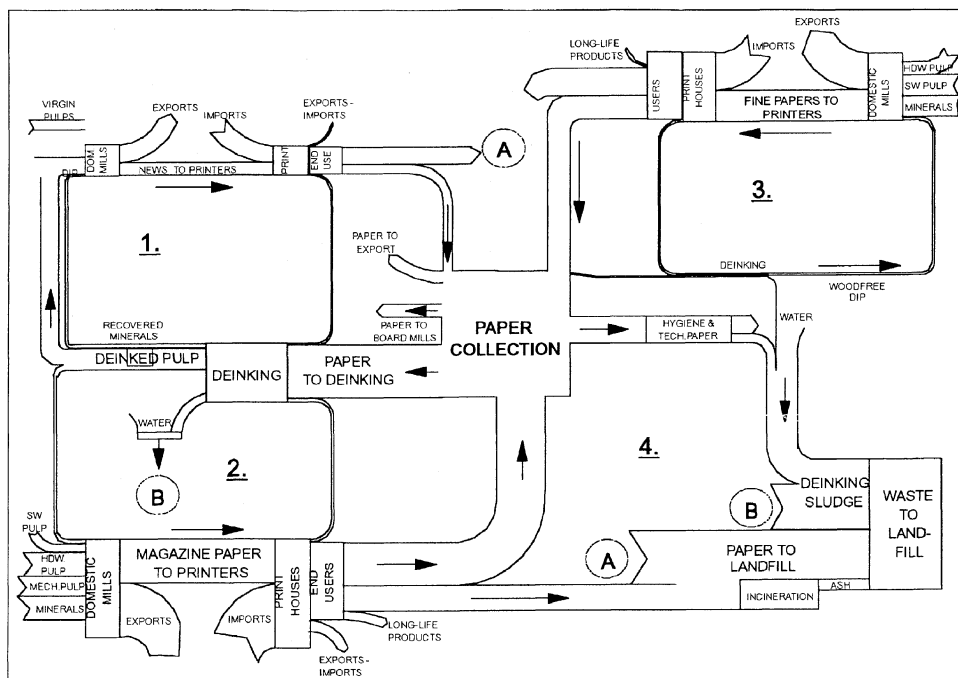 LONG-LIFE
PRODUCTS
IMPORTS
EXPORTS
USERS
PRINT
HOUSES
FINE PAPERS TO
PRINTERS
DOMESTIC
MILLS
HDW PULP
SW PULP
MINERALS
VIRGIN
PULPS
EXPORTS
IMPORTS
EXPORTS-
IMPORTS
DOM
MILLS
NEWS TO PRINTERS
PRINT
END
USE
A
DIP
1.
3.
PAPER TO
EXPORT
DEINKING
WOODFREE
DIP
RECOVERED
MINERALS
PAPER TO
BOARD MILLS
PAPER
COLLECTION
HYGIENE &
TECH.PAPER
WATER
DEINKED PULP
DEINKING
PAPER
TO DEINKING
WATER
B
2.
4.
SW
PULP
HDW.
PULP
MECH.PULP
MINERALS
DOMESTIC
MILLS
MAGAZINE PAPER
TO PRINTERS
PRINT
HOUSES
END
USERS
EXPORTS
IMPORTS
EXPORTS-
IMPORTS
LONG-LIFE
PRODUCTS
A
B
DEINKING
SLUDGE
PAPER TO
LANDFILL
WASTE
TO
LAND-
FILL
INCINERATION
ASH